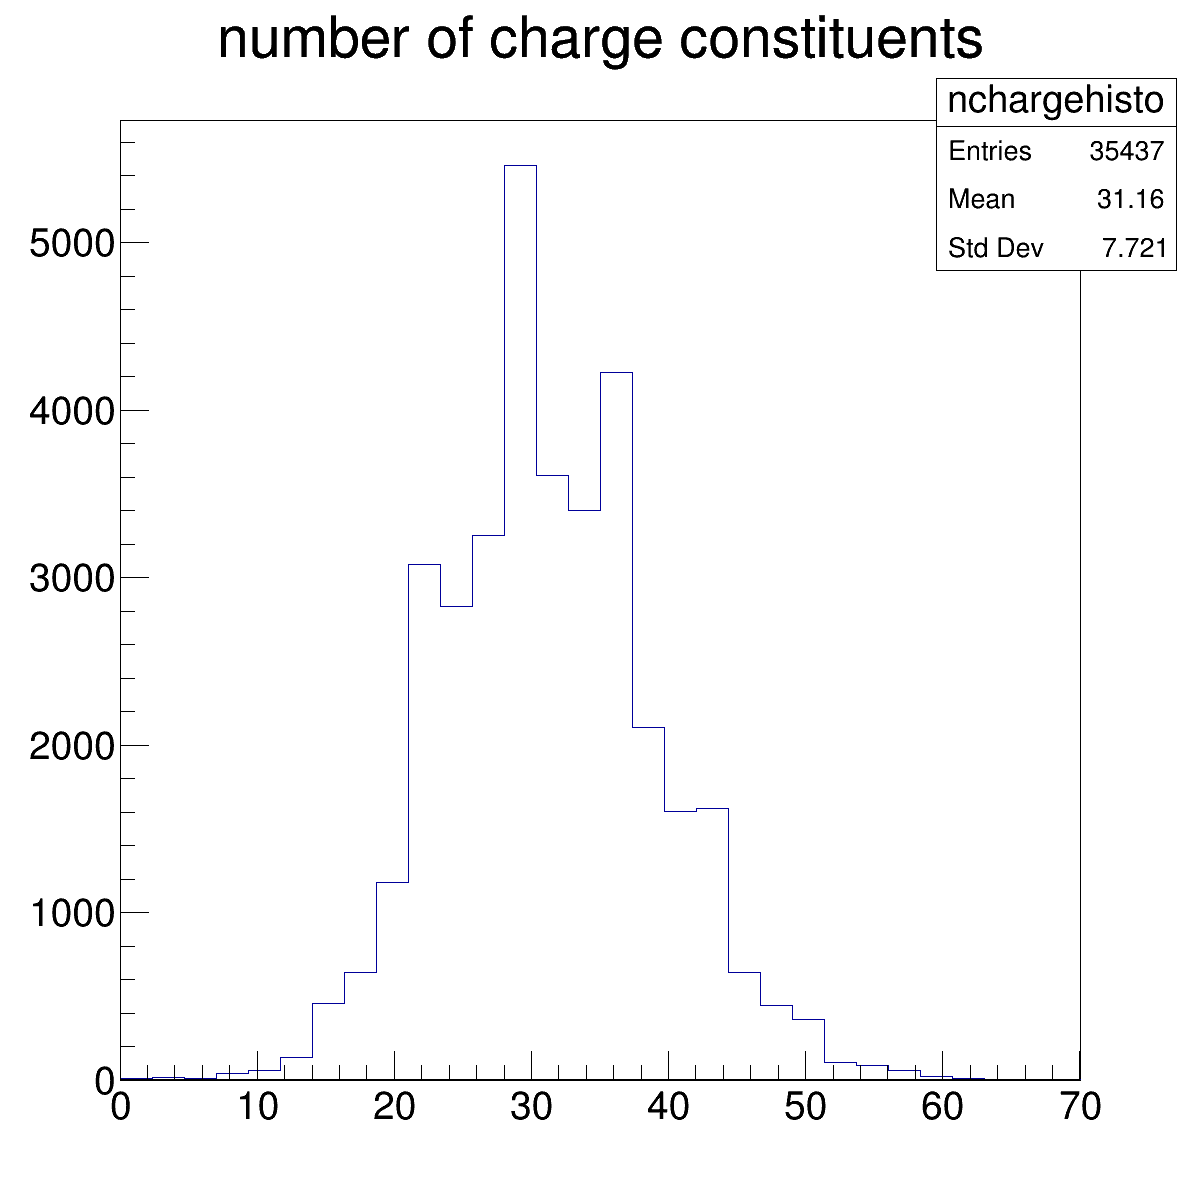 number of charge constituents
nchargehisto
Entries 35437
Mean 31.16
Std Dev 7.721
5000
4000
3000
2000
1000
0
0 10 20 30 40 50 60 70